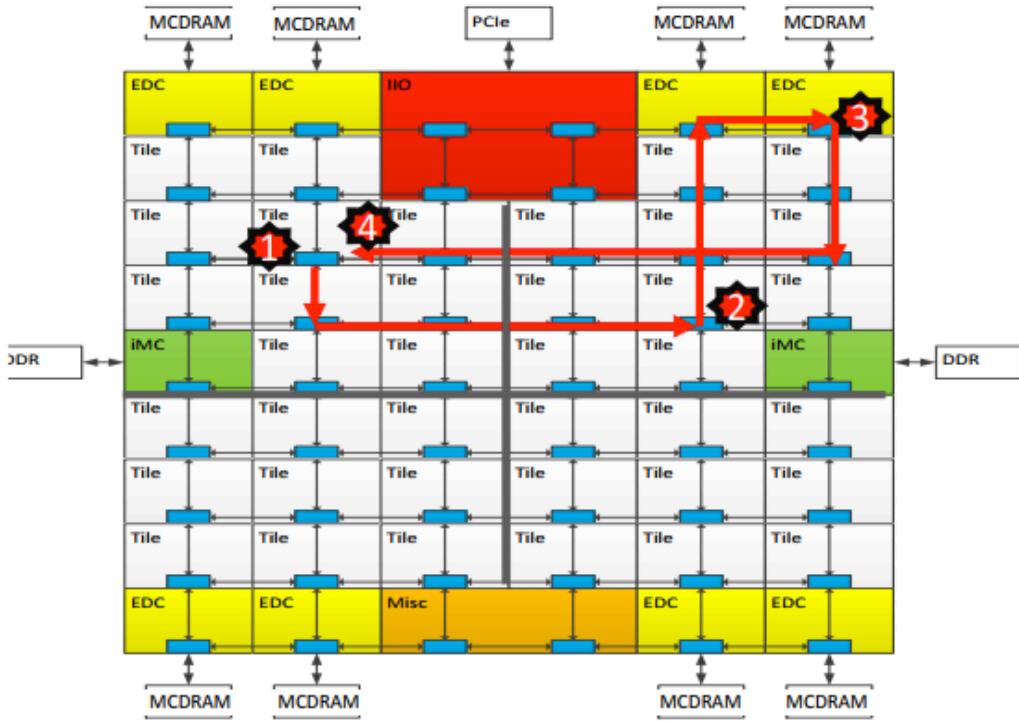 MCDRAM MCDRAM PCIe MCDRAM MCDRAM
EDC EDC IIO EDC EDC
3
Tile Tile Tile Tile
Tile Tile Tile Tile Tile Tile
1 4
Tile Tile Tile Tile Tile Tile
2
DDR iMC Tile Tile Tile Tile iMC DDR
Tile Tile Tile Tile Tile Tile
Tile Tile Tile Tile Tile Tile
Tile Tile Tile Tile Tile Tile
EDC EDC Misc EDC EDC
MCDRAM MCDRAM MCDRAM MCDRAM